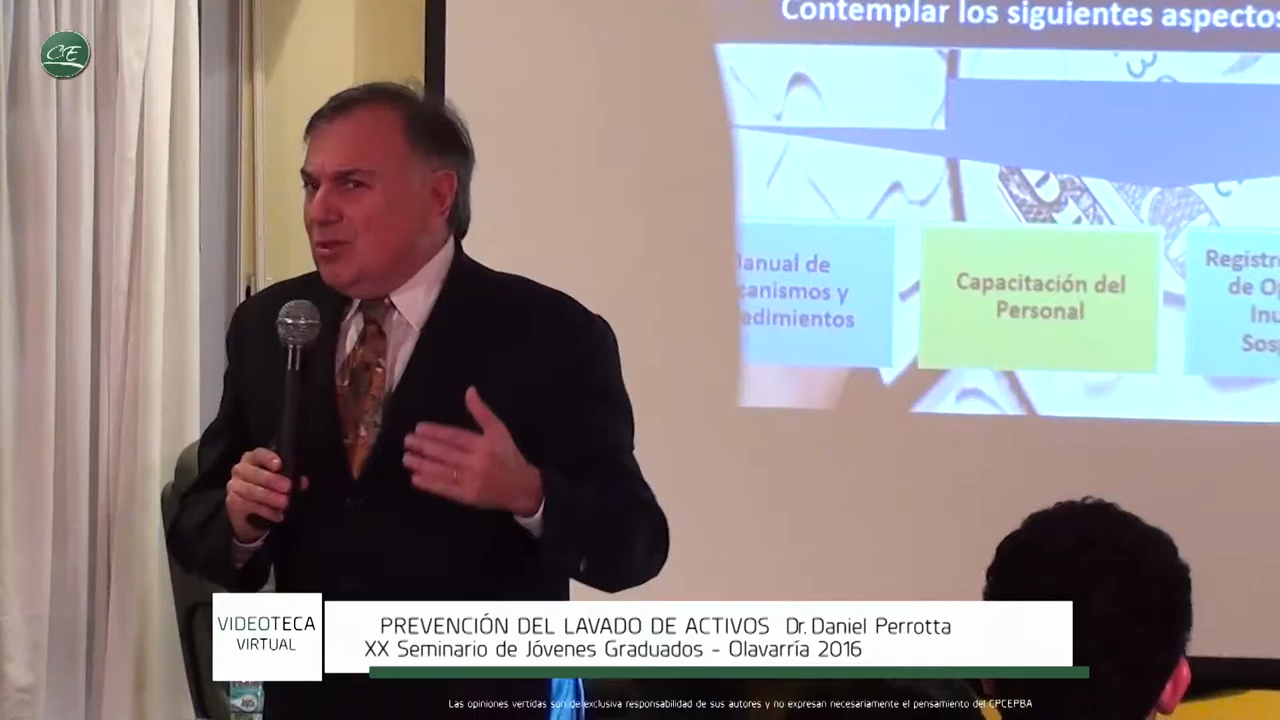 CE
Contemplar los siguientes aspectos
anual de
anismos y
edimientos
Capacitación del
Personal
Registr
de Op
Inu
Sosp
VIDEOTECA
VIRTUAL
PREVENCIÓN DEL LAVADO DE ACTIVOS Dr. Daniel Perrotta
XX Seminario de Jóvenes Graduados - Olavarría 2016
Las opiniones vertidas son de exclusiva responsabilidad de sus autores y no expresan necesariamente el pensamiento del CPCEPBA